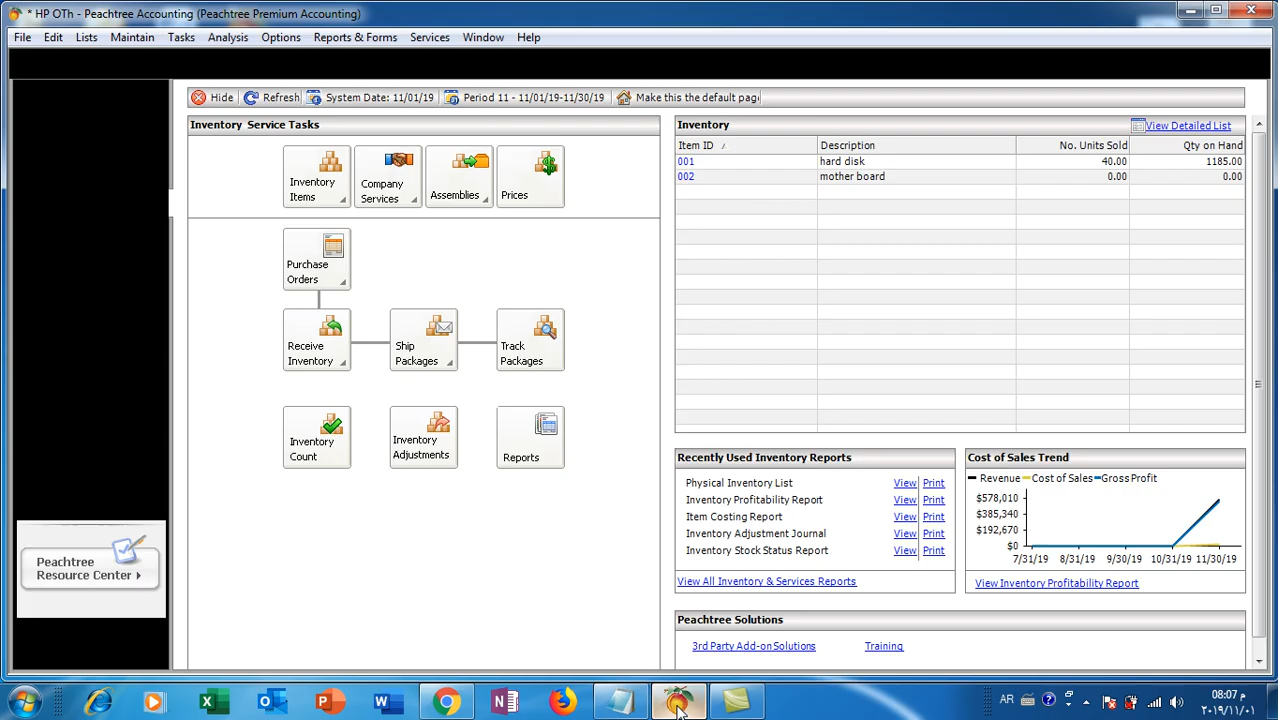 * HP OTh - Peachtree Accounting (Peachtree Premium Accounting)
File Edit Lists Maintain Tasks Analysis Options Reports & Forms Services Window Help
Hide Refresh System Date: 11/01/19 Period 11 - 11/01/19-11/30/19 Make this the default page
Inventory Service Tasks
Inventory Items
Company Services
Assemblies
Prices
Purchase Orders
Receive Inventory
Ship Packages
Track Packages
Inventory Count
Inventory Adjustments
Reports
Peachtree
Resource Center
Inventory View Detailed List
Item ID Description No. Units Sold Qty on Hand
001 hard disk 40.00 1185.00
002 mother board 0.00 0.00
Recently Used Inventory Reports
Physical Inventory List View Print
Inventory Profitability Report View Print
Item Costing Report View Print
Inventory Adjustment Journal View Print
Inventory Stock Status Report View Print
View All Inventory & Services Reports
Cost of Sales Trend
Revenue Cost of Sales Gross Profit
$578,010
$385,340
$192,670
$0
7/31/19 8/31/19 9/30/19 10/31/19 11/30/19
View Inventory Profitability Report
Peachtree Solutions
3rd Party Add-on Solutions Training
AR
08:07 م
٢٠١٩/١١/٠١